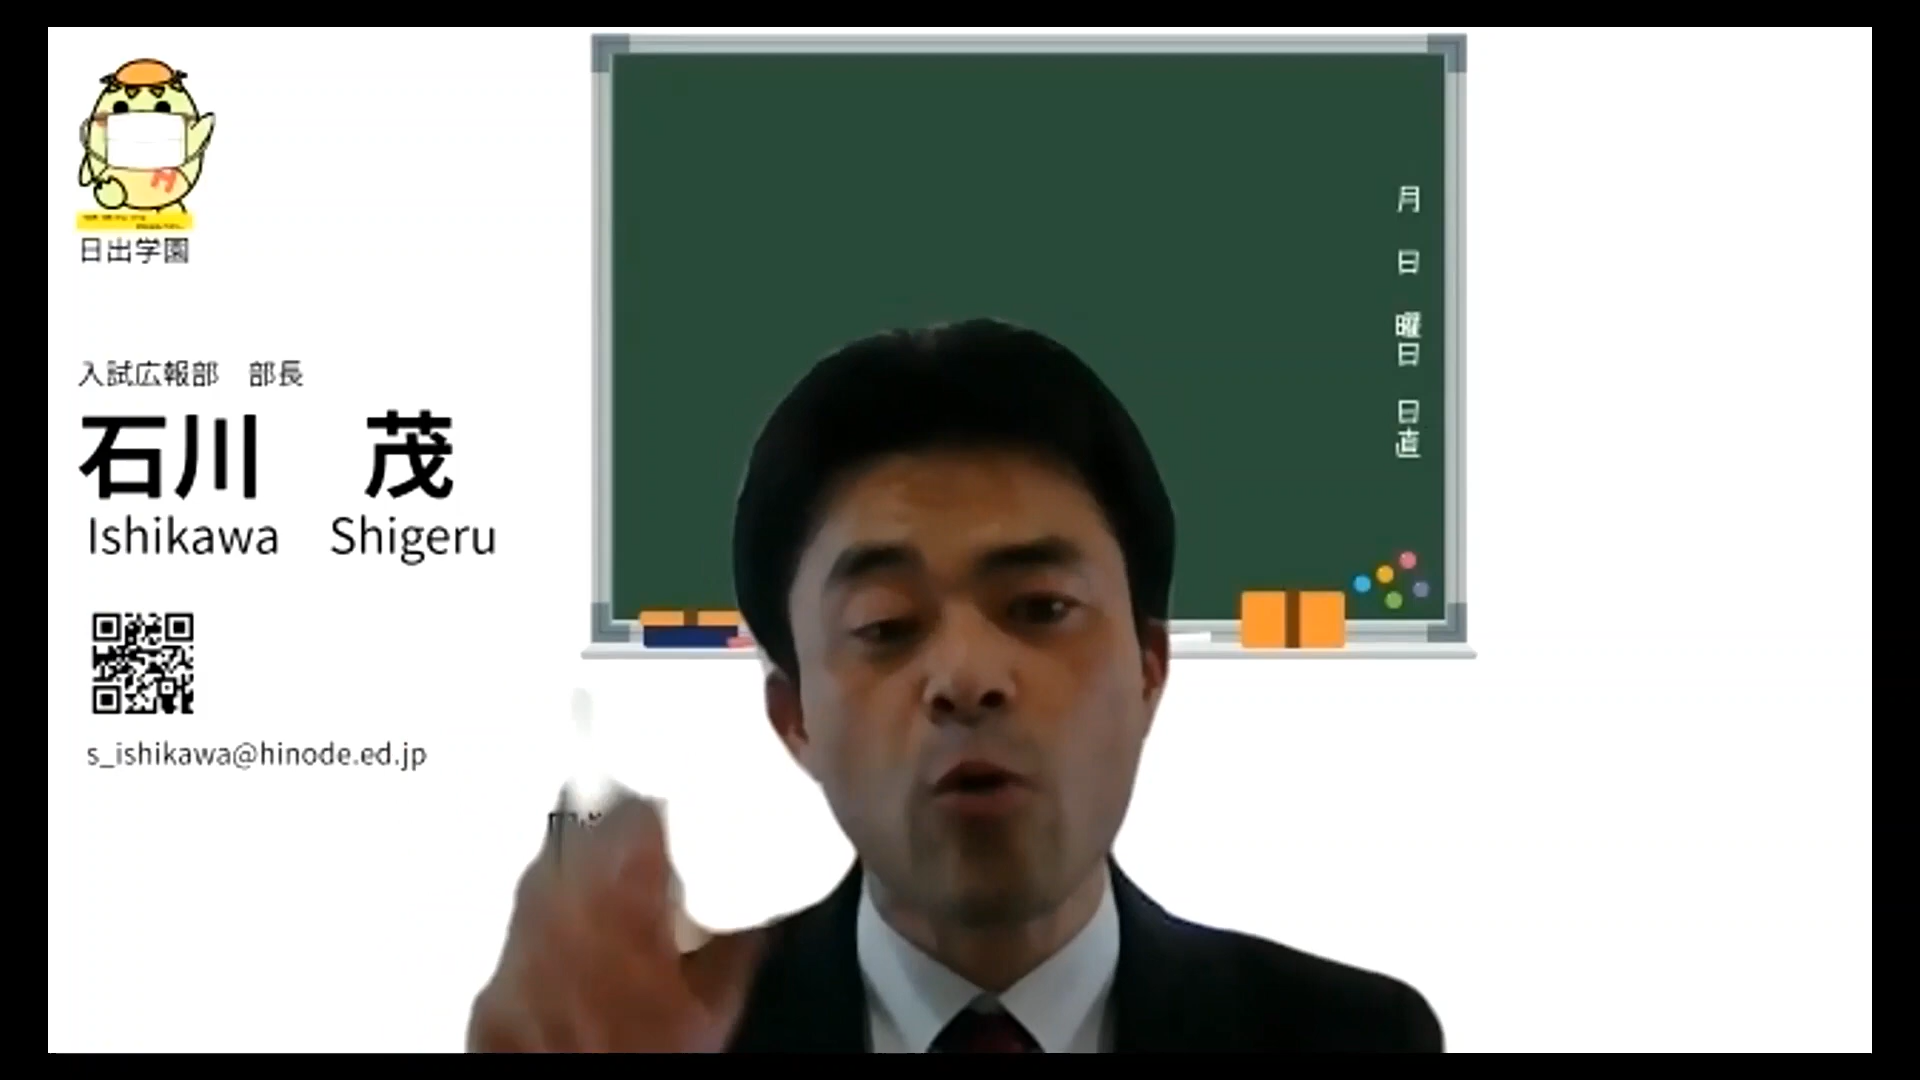 日出学園
入試広報部　部長
石川　茂
Ishikawa　Shigeru
s_ishikawa@hinode.ed.jp
月　日　曜日　日直